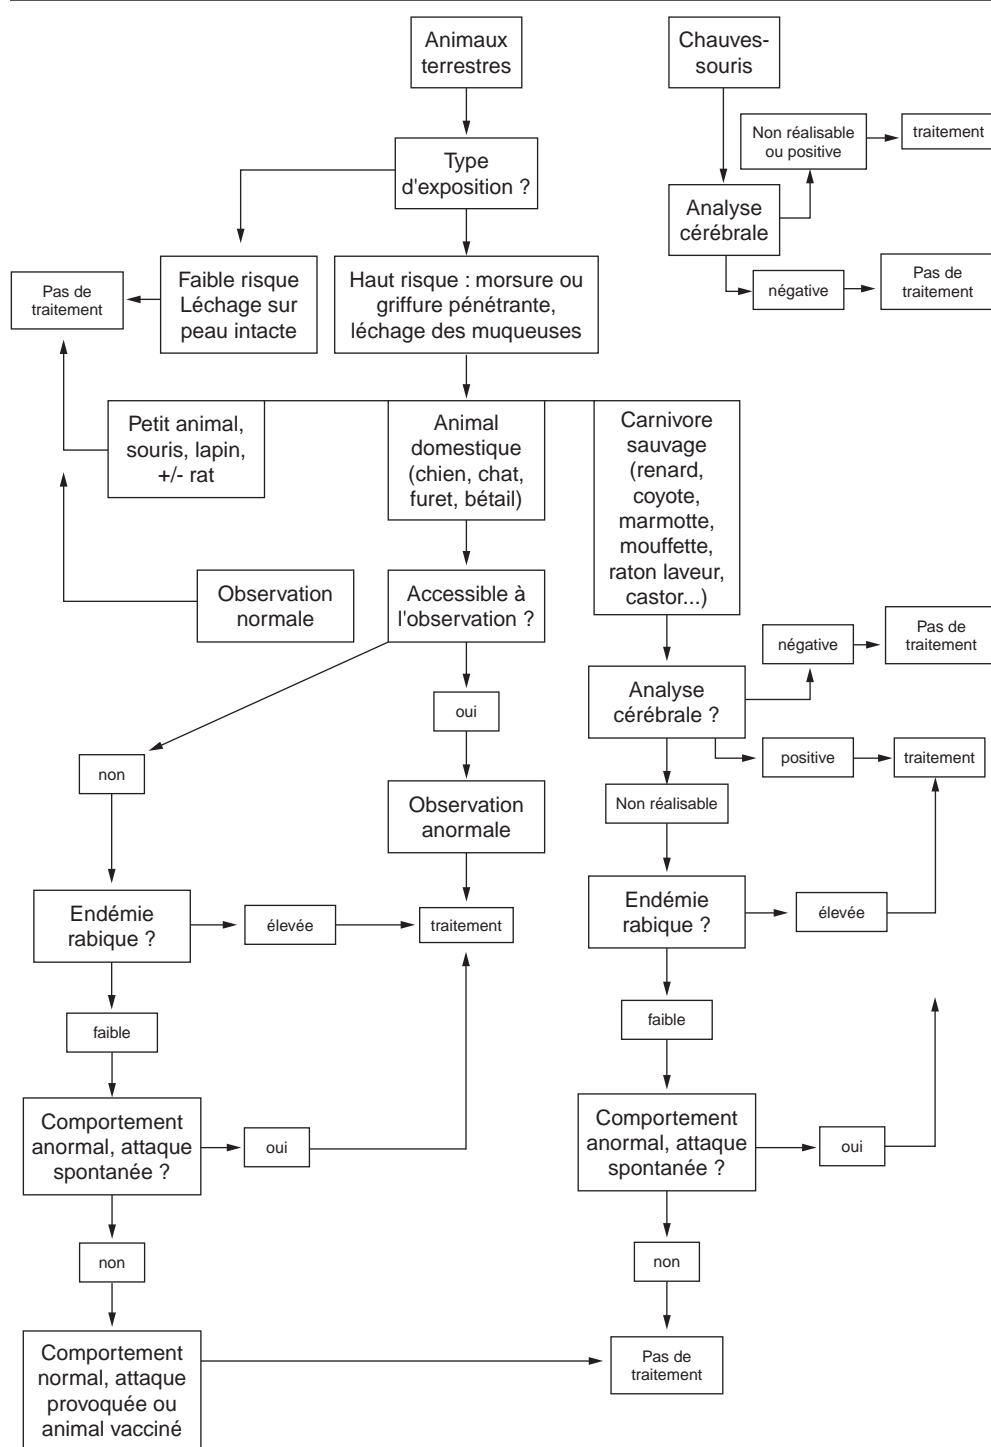 Animaux
terrestres
Chauves-
souris
Non réalisable
ou positive
traitement
Type
d'exposition ?
Analyse
cérébrale
négative
Pas de
traitement
Pas de
traitement
Faible risque
Léchage sur
peau intacte
Haut risque : morsure ou
griffure pénétrante,
léchage des muqueuses
Petit animal,
souris, lapin,
+/- rat
Animal
domestique
(chien, chat,
furet, bétail)
Carnivore
sauvage
(renard,
coyote,
marmotte,
mouffette,
raton laveur,
castor...)
Observation
normale
Accessible à
l'observation ?
négative
Pas de
traitement
Analyse
cérébrale ?
oui
non
positive
traitement
Observation
anormale
Non réalisable
Endémie
rabique ?
élevée
traitement
Endémie
rabique ?
élevée
faible
faible
Comportement
anormal, attaque
spontanée ?
oui
Comportement
anormal, attaque
spontanée ?
oui
non
non
Comportement
normal, attaque
provoquée ou
animal vacciné
Pas de
traitement